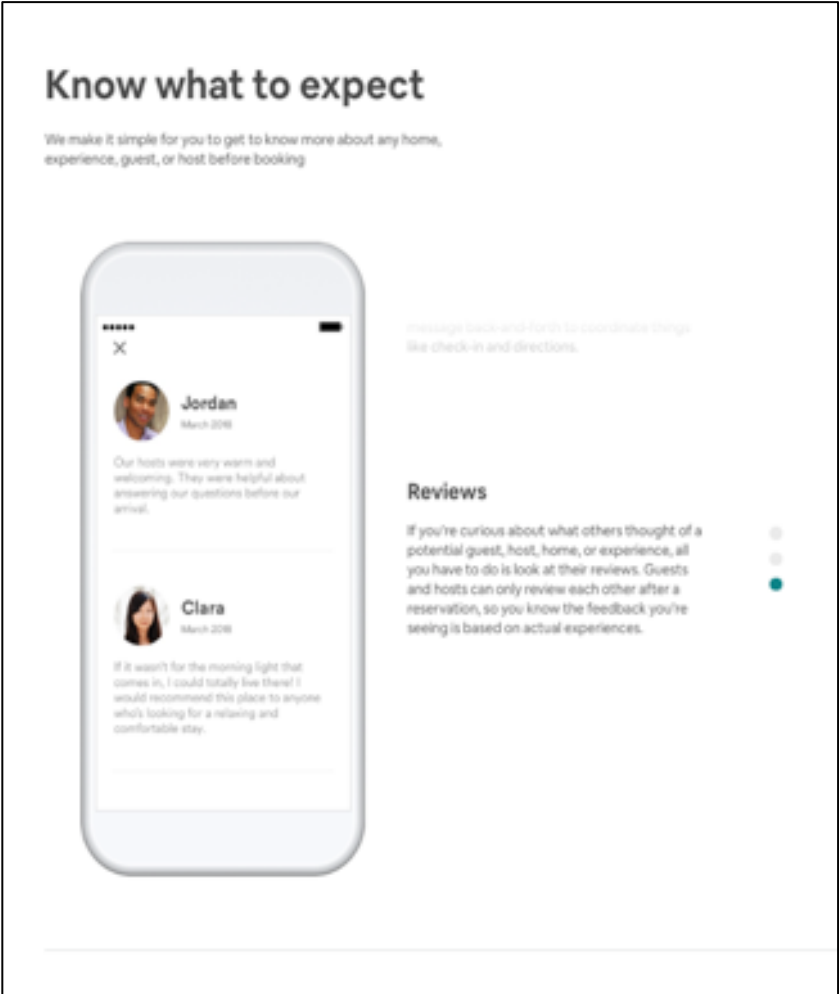 Know what to expect
We make it simple for you to get to know more about any home,
experience, guest, or host before booking
message back-and-forth to coordinate things
like check-in and directions.
Jordan
March 2018
Our hosts were very warm and
welcoming. They were helpful about
answering our questions before our
arrival.
Clara
March 2018
If it wasn't for the morning light that
comes in, I could totally live there! I
would recommend this place to anyone
who's looking for a relaxing and
comfortable stay.
Reviews
If you're curious about what others thought of a
potential guest, host, home, or experience, all
you have to do is look at their reviews. Guests
and hosts can only review each other after a
reservation, so you know the feedback you're
seeing is based on actual experiences.